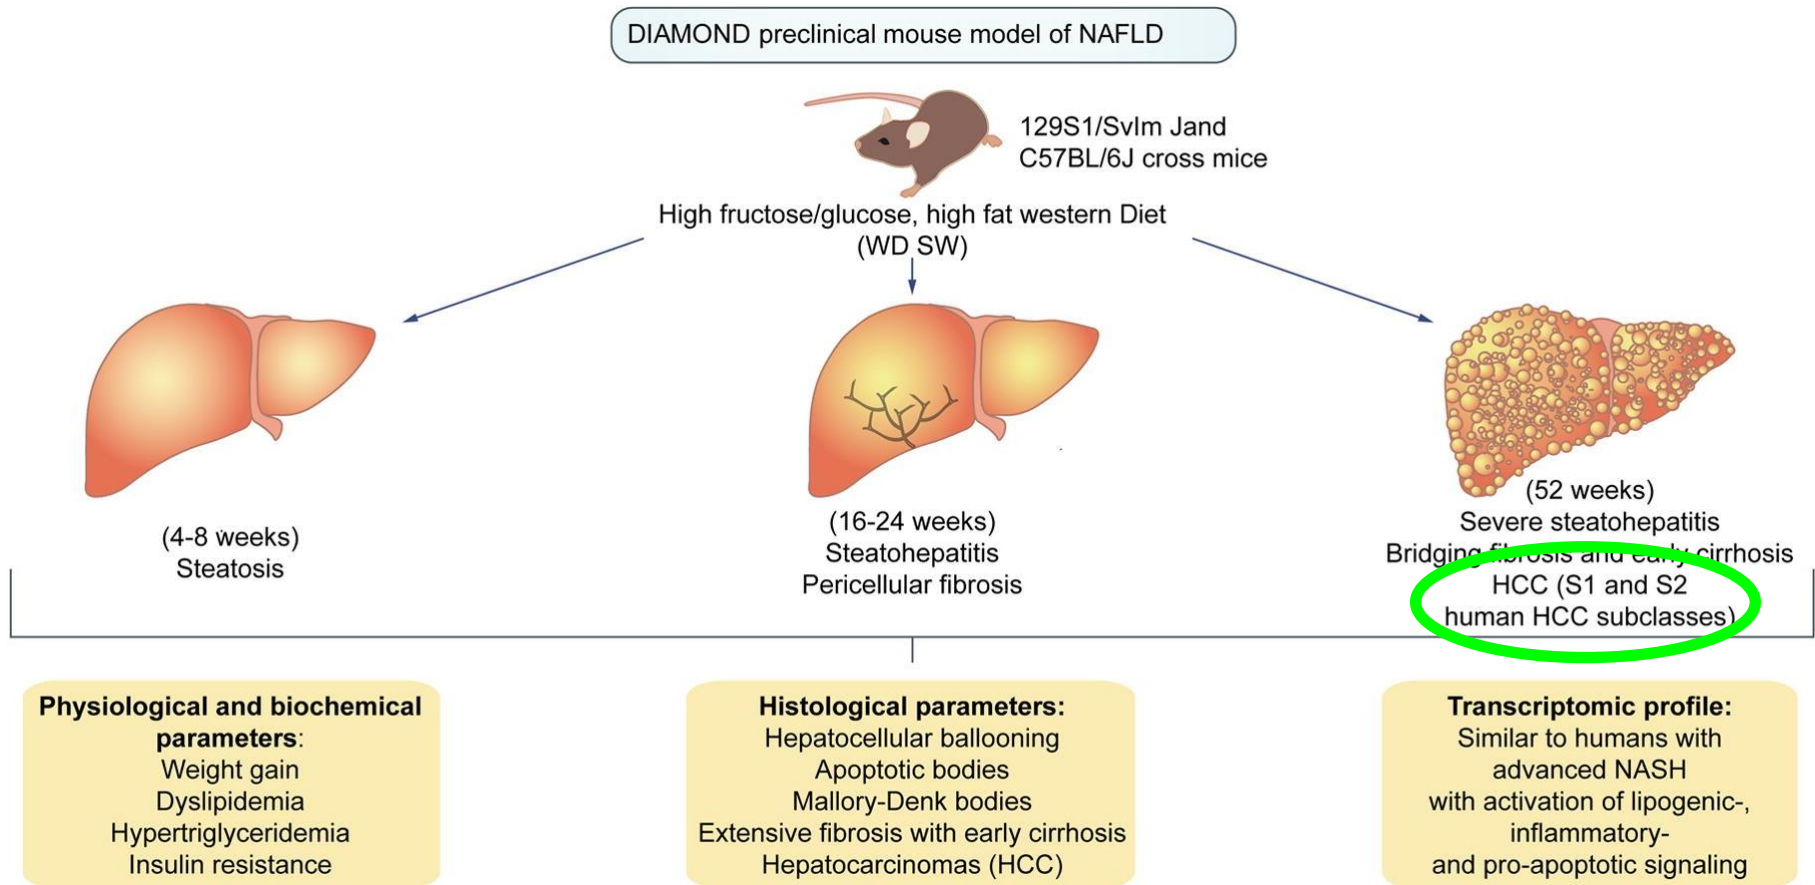 DIAMOND preclinical mouse model of NAFLD
129S1/SvIm Jand
C57BL/6J cross mice
High fructose/glucose, high fat western Diet
(WD SW)
(4-8 weeks)
Steatosis
(16-24 weeks)
Steatohepatitis
Pericellular fibrosis
(52 weeks)
Severe steatohepatitis
Bridging fibrosis and early cirrhosis
HCC (S1 and S2
human HCC subclasses)
Physiological and biochemical
parameters:
Weight gain
Dyslipidemia
Hypertriglyceridemia
Insulin resistance
Histological parameters:
Hepatocellular ballooning
Apoptotic bodies
Mallory-Denk bodies
Extensive fibrosis with early cirrhosis
Hepatocarcinomas (HCC)
Transcriptomic profile:
Similar to humans with
advanced NASH
with activation of lipogenic-,
inflammatory-
and pro-apoptotic signaling